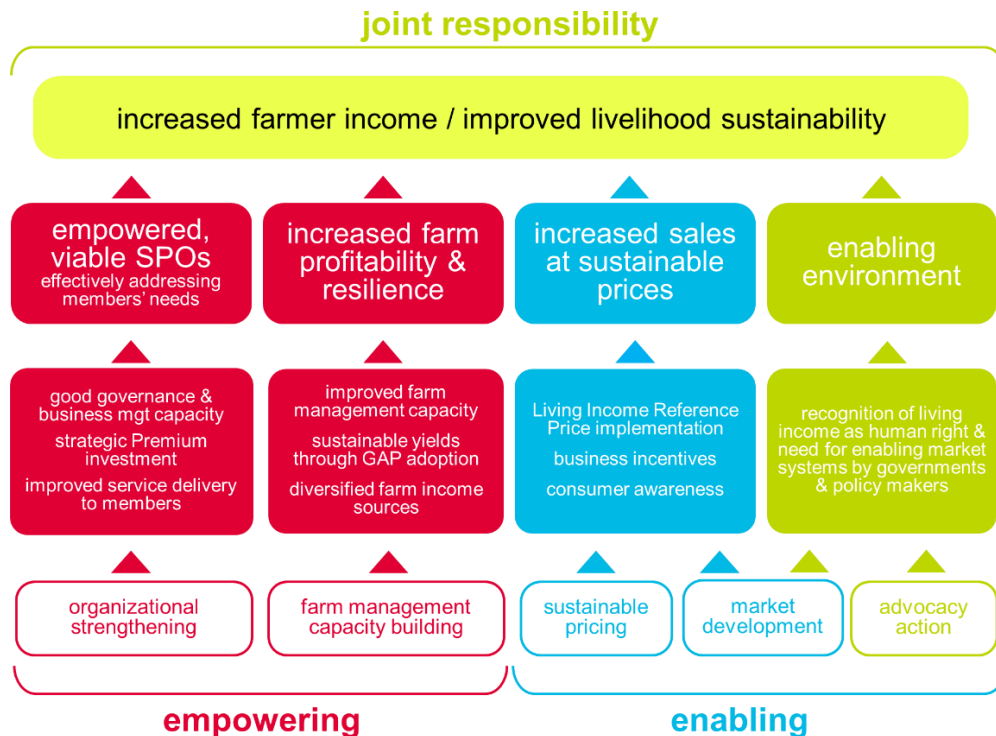 joint responsibility
increased farmer income / improved livelihood sustainability
empowered,
viable SPOs
effectively addressing
members' needs
increased farm
profitability &
resilience
increased sales
at sustainable
prices
enabling
environment
good governance &
business mgt capacity
strategic Premium
investment
improved service delivery
to members
improved farm
management capacity
sustainable yields
through GAP adoption
diversified farm income
sources
Living Income Reference
Price implementation
business incentives
consumer awareness
recognition of living
income as human right &
need for enabling market
systems by governments
& policy makers
organizational
strengthening
farm management
capacity building
sustainable
pricing
market
development
advocacy
action
empowering
enabling